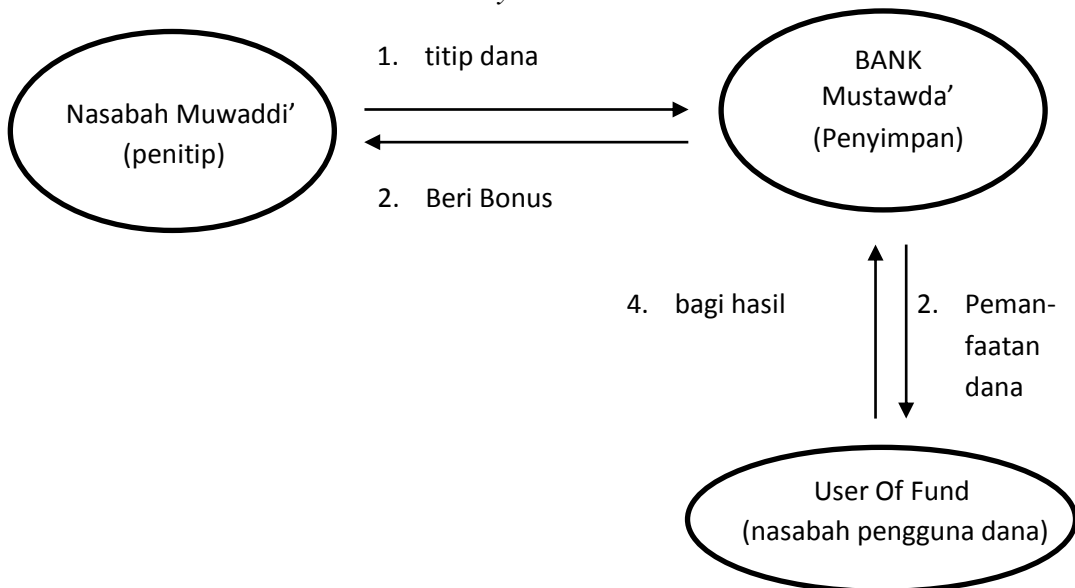 1. titip dana
BANK
Mustawda’
(Penyimpan)
Nasabah Muwaddi’
(penitip)
2. Beri Bonus
4. bagi hasil
2. Peman-
faatan
dana
User Of Fund
(nasabah pengguna dana)